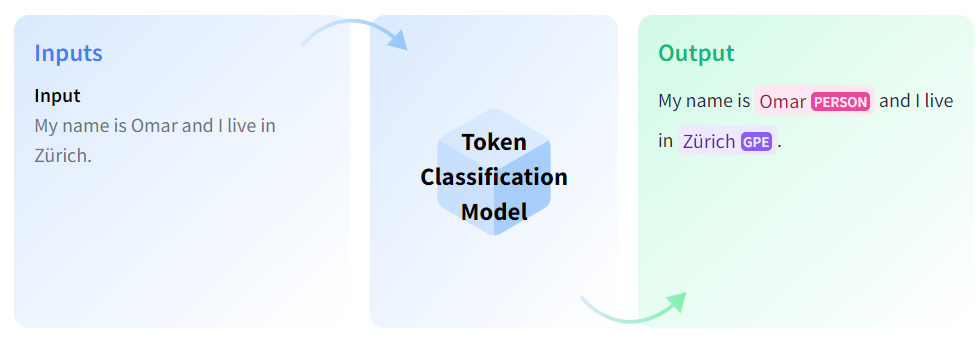 Inputs
Input
My name is Omar and I live in
Zürich.
Token
Classification
Model
Output
My name is Omar PERSON and I live
in Zürich GPE .